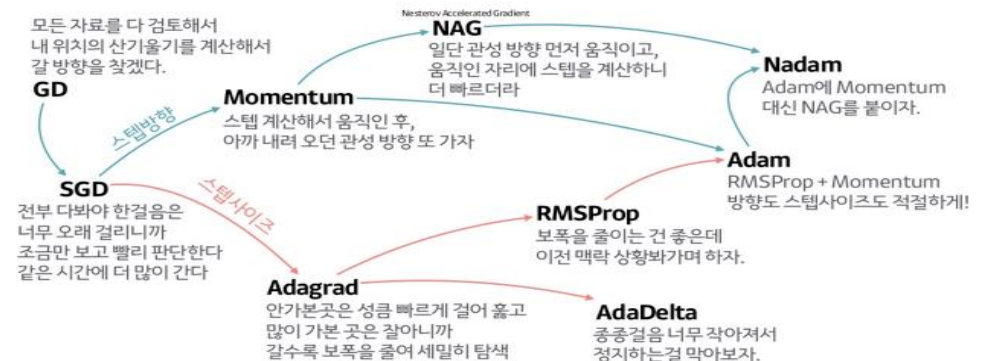 모든 자료를 다 검토해서
내 위치의 산기울기를 계산해서
갈 방향을 찾겠다.
GD
스텝방향
Nesterov Accelerated Gradient
NAG
일단 관성 방향 먼저 움직이고,
움직인 자리에 스텝을 계산하니
더 빠르더라
Nadam
Adam에 Momentum
대신 NAG를 붙이자.
Momentum
스텝 계산해서 움직인 후,
아까 내려 오던 관성 방향 또 가자
Adam
RMSProp + Momentum
방향도 스텝사이즈도 적절하게!
SGD
전부 다봐야 한걸음은
너무 오래 걸리니까
조금만 보고 빨리 판단한다
같은 시간에 더 많이 간다
스텝사이즈
RMSProp
보폭을 줄이는 건 좋은데
이전 맥락 상황봐가며 하자.
Adagrad
안가본곳은 성큼 빠르게 걸어 훑고
많이 가본 곳은 잘아니까
갈수록 보폭을 줄여 세밀히 탐색
AdaDelta
종종걸음 너무 작아져서
정지하는걸 막아보자.